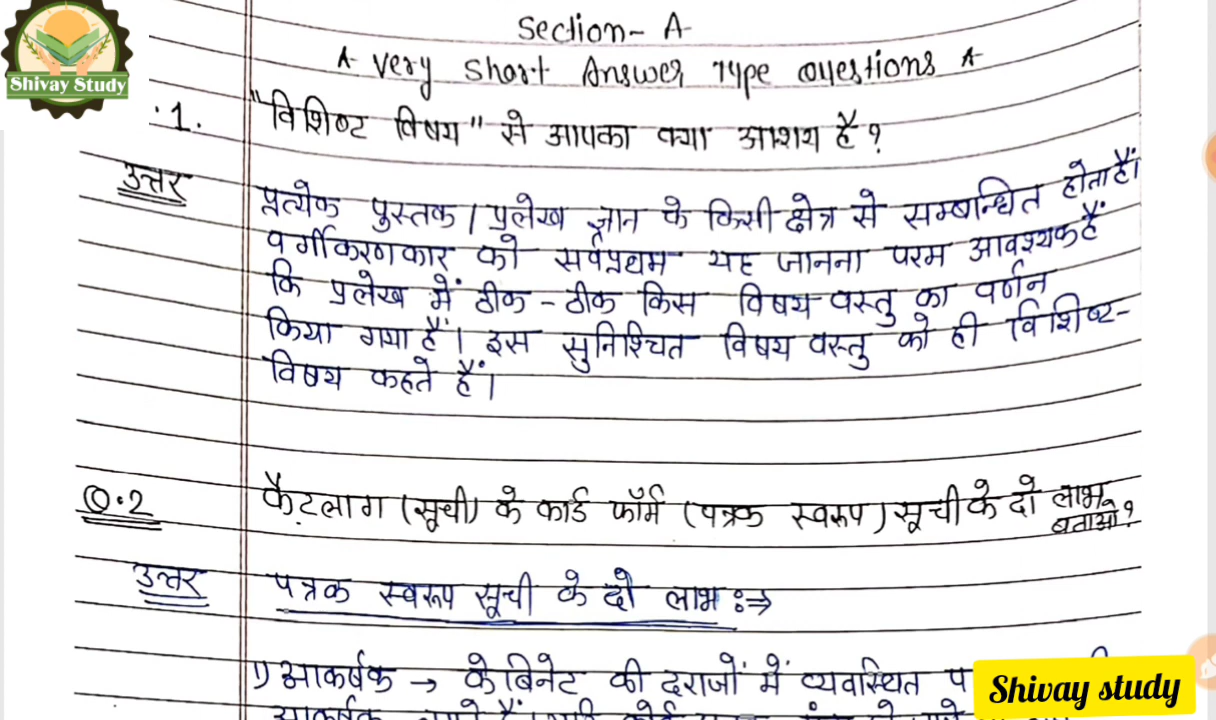 Shivay Study
Section- A
A very short Answer Type Questions A
.1. "विशिष्ट विषय" से आपका क्या आशय है?
उत्तर प्रत्येक पुस्तक / प्रलेख ज्ञान के किसी क्षेत्र से सम्बन्धित होता हैं।
वर्गीकरणकार को सर्वप्रथम यह जानना परम आवश्यक हैं
कि प्रलेख में ठीक - ठीक किस विषय वस्तु का वर्णन
किया गया हैं। इस सुनिश्चित विषय वस्तु को ही विशिष्ट-
विषय कहते हैं।
Q.2 कैटलाग (सूची) के कार्ड फॉर्म (पत्रक स्वरूप) सूची के दो लाभ
बताओ?
उत्तर पत्रक स्वरूप सूची के दो लाभ :⇒
1) आकर्षक → केबिनेट की दराजों में व्यवस्थित
आकर्षक
Shivay study